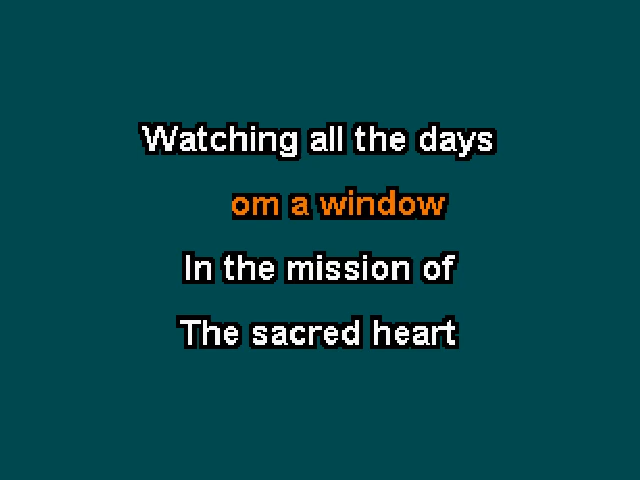 Watching all the days
om a window
In the mission of
The sacred heart